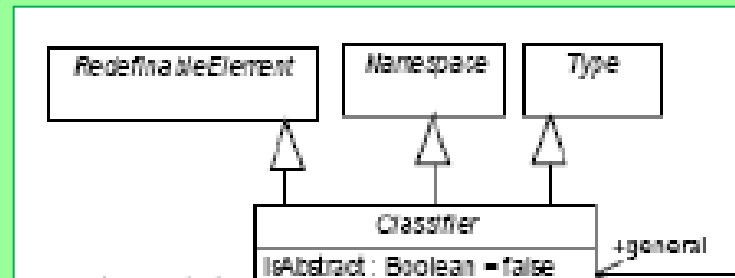 RedefinableElement
Namespace
Type
Classifier
+general
isAbstract : Boolean = false